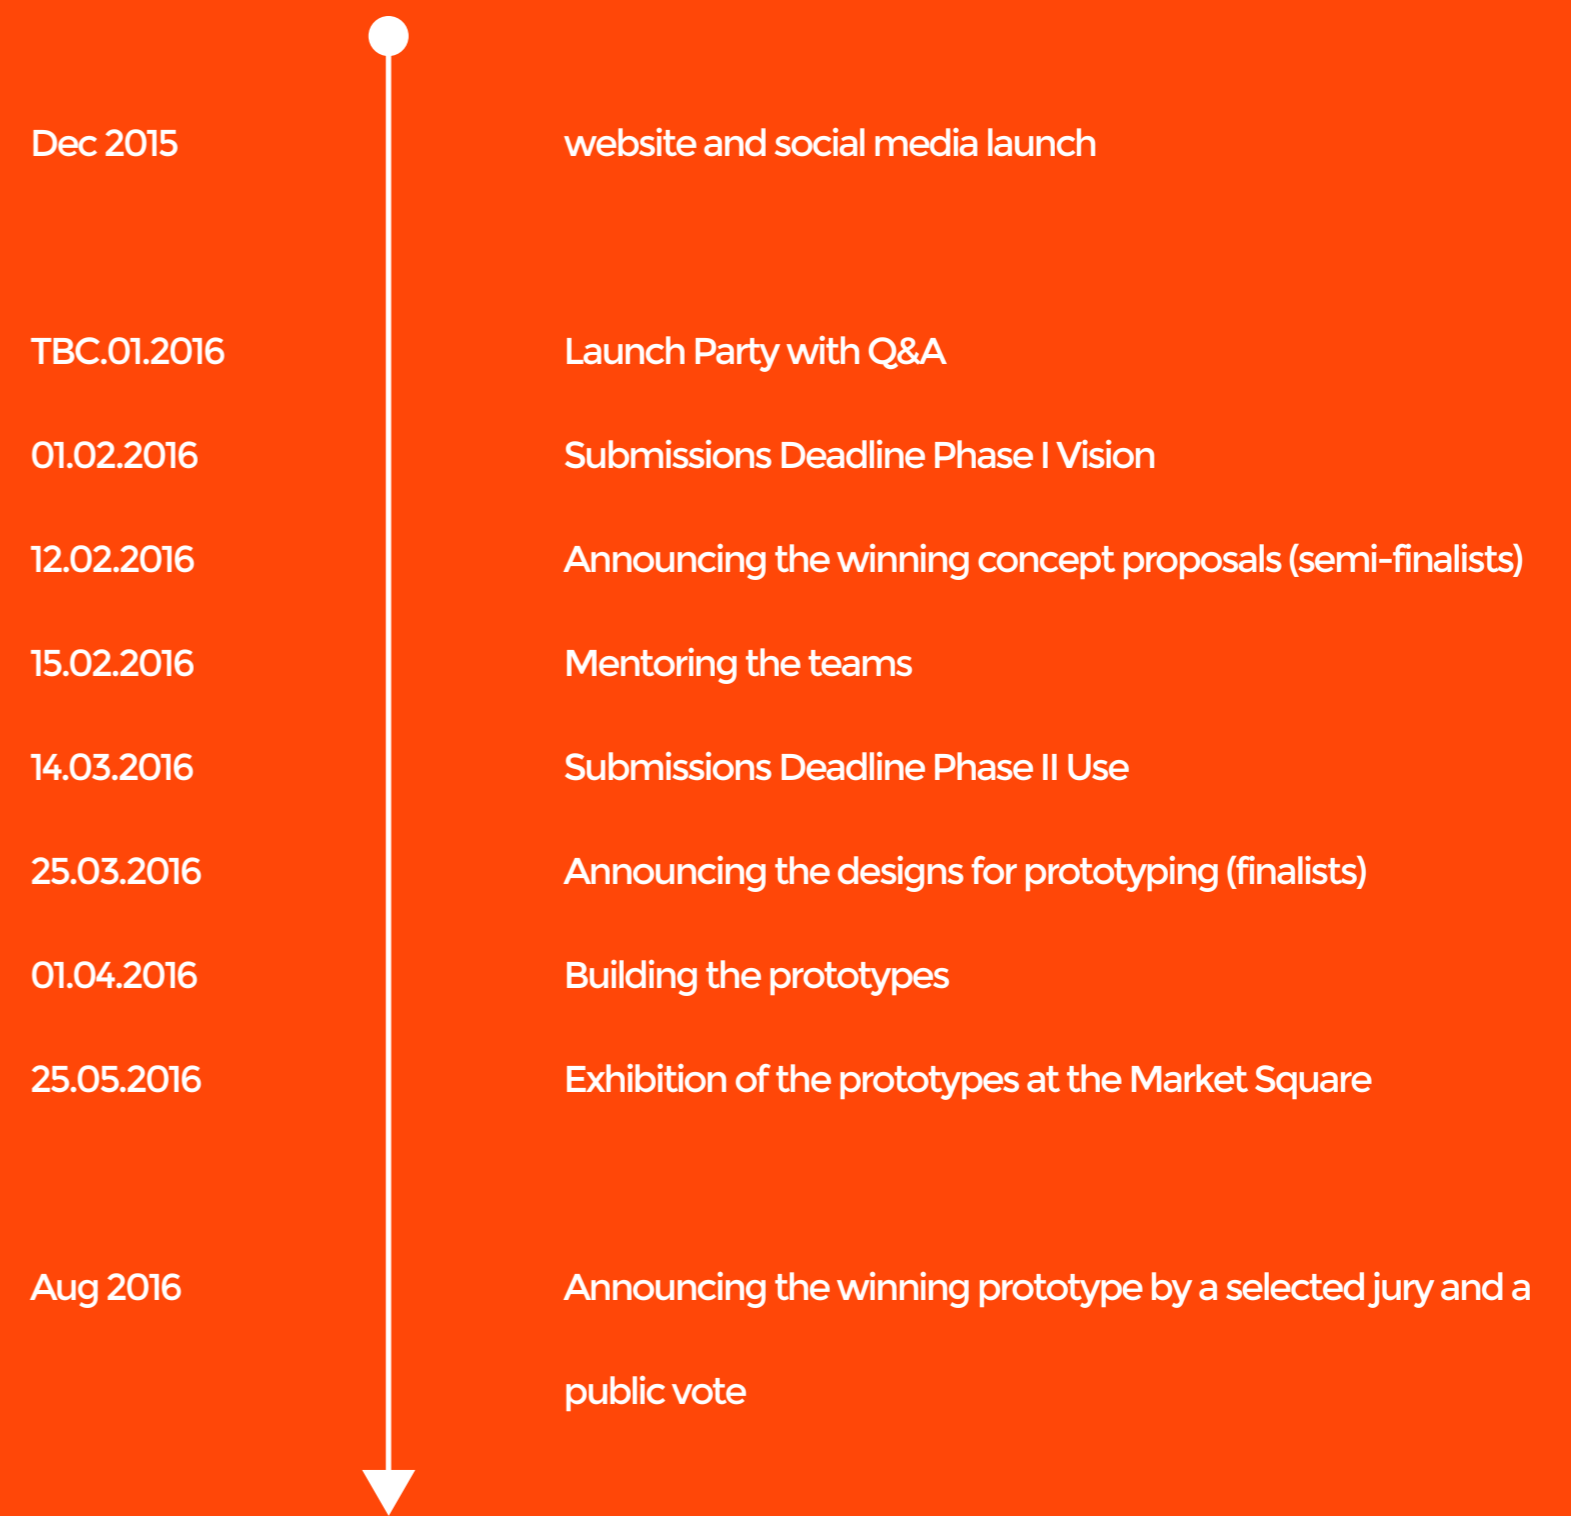 Dec 2015 website and social media launch
TBC.01.2016 Launch Party with Q&A
01.02.2016 Submissions Deadline Phase I Vision
12.02.2016 Announcing the winning concept proposals (semi-finalists)
15.02.2016 Mentoring the teams
14.03.2016 Submissions Deadline Phase II Use
25.03.2016 Announcing the designs for prototyping (finalists)
01.04.2016 Building the prototypes
25.05.2016 Exhibition of the prototypes at the Market Square
Aug 2016 Announcing the winning prototype by a selected jury and a
public vote